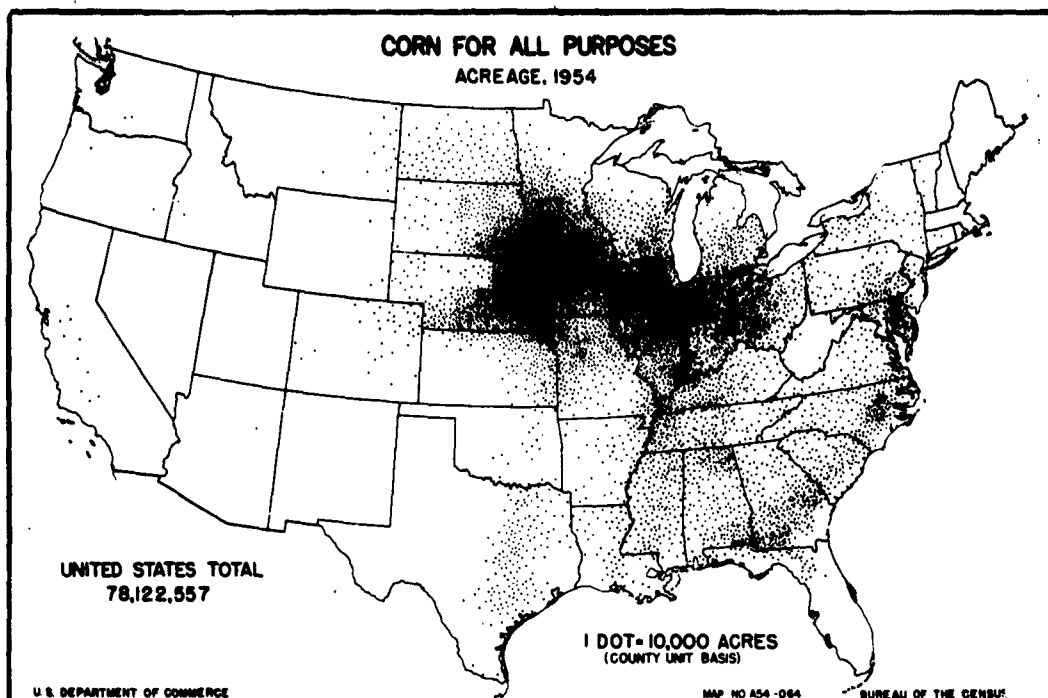 CORN FOR ALL PURPOSES
ACREAGE, 1954
UNITED STATES TOTAL
78,122,557
1 DOT=10,000 ACRES
(COUNTY UNIT BASIS)
U. S. DEPARTMENT OF COMMERCE
MAP NO A54-064
BUREAU OF THE CENSUS